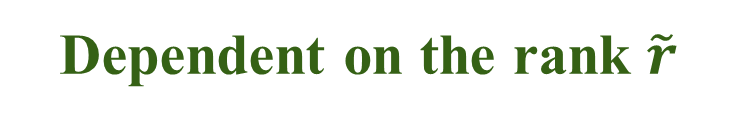 Dependent on the rank r̃